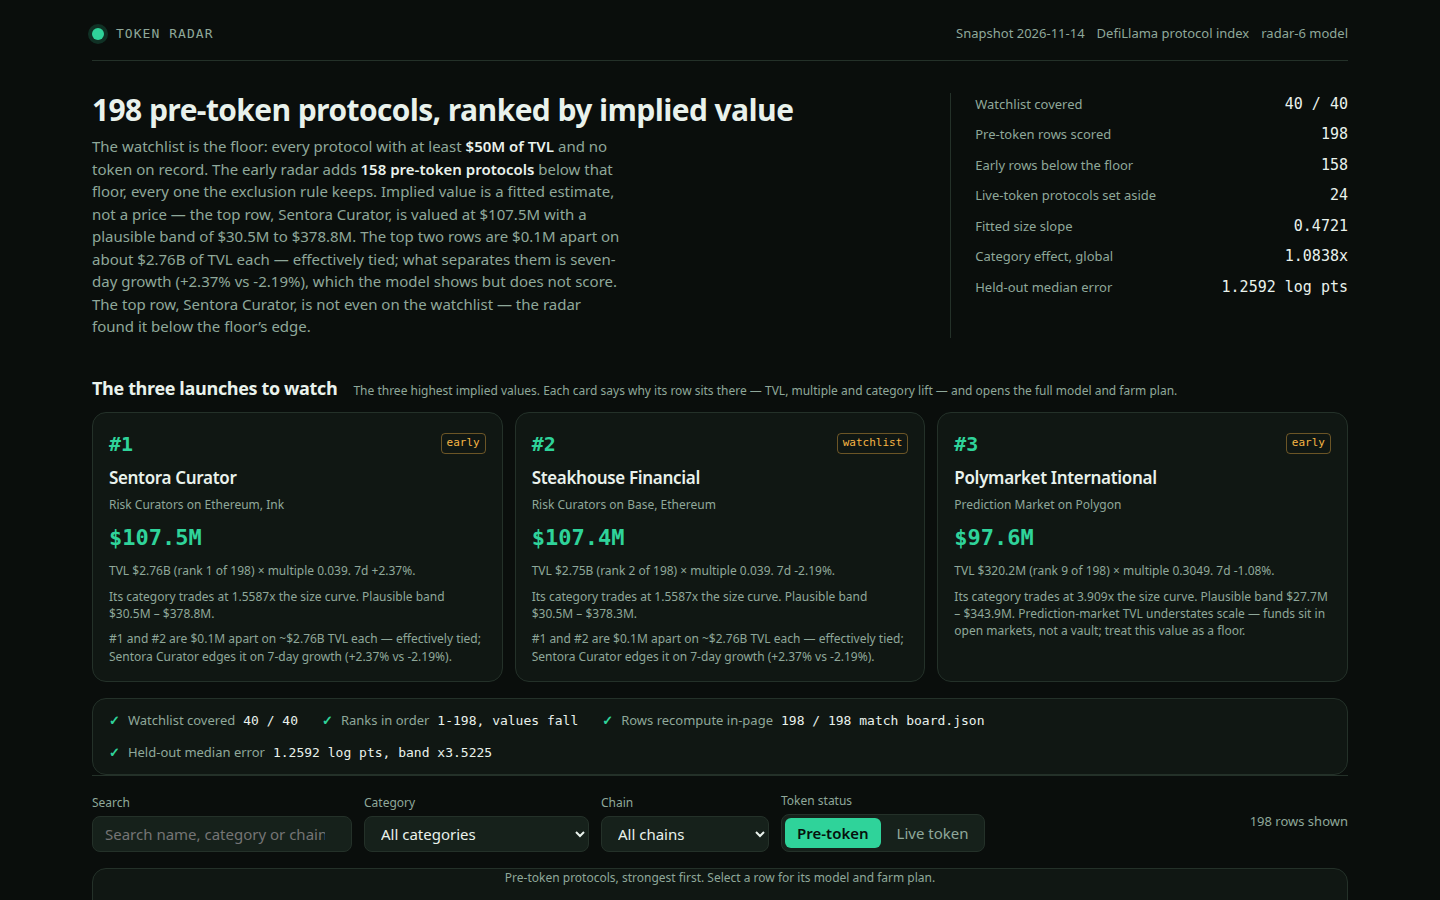 TOKEN RADAR
Snapshot 2026-11-14 DefiLlama protocol index radar-6 model
198 pre-token protocols, ranked by implied value
The watchlist is the floor: every protocol with at least $50M of TVL and no
token on record. The early radar adds 158 pre-token protocols below that
floor, every one the exclusion rule keeps. Implied value is a fitted estimate,
not a price — the top row, Sentora Curator, is valued at $107.5M with a
plausible band of $30.5M to $378.8M. The top two rows are $0.1M apart on
about $2.76B of TVL each — effectively tied; what separates them is seven-
day growth (+2.37% vs -2.19%), which the model shows but does not score.
The top row, Sentora Curator, is not even on the watchlist — the radar
found it below the floor's edge.
Watchlist covered 40 / 40
Pre-token rows scored 198
Early rows below the floor 158
Live-token protocols set aside 24
Fitted size slope 0.4721
Category effect, global 1.0838x
Held-out median error 1.2592 log pts
The three launches to watch The three highest implied values. Each card says why its row sits there — TVL, multiple and category lift — and opens the full model and farm plan.
#1 early
Sentora Curator
Risk Curators on Ethereum, Ink
$107.5M
TVL $2.76B (rank 1 of 198) × multiple 0.039. 7d +2.37%.
Its category trades at 1.5587x the size curve. Plausible band
$30.5M – $378.8M.
#1 and #2 are $0.1M apart on ~$2.76B TVL each — effectively tied;
Sentora Curator edges it on 7-day growth (+2.37% vs -2.19%).
#2 watchlist
Steakhouse Financial
Risk Curators on Base, Ethereum
$107.4M
TVL $2.75B (rank 2 of 198) × multiple 0.039. 7d -2.19%.
Its category trades at 1.5587x the size curve. Plausible band
$30.5M – $378.3M.
#1 and #2 are $0.1M apart on ~$2.76B TVL each — effectively tied;
Sentora Curator edges it on 7-day growth (+2.37% vs -2.19%).
#3 early
Polymarket International
Prediction Market on Polygon
$97.6M
TVL $320.2M (rank 9 of 198) × multiple 0.3049. 7d -1.08%.
Its category trades at 3.909x the size curve. Plausible band $27.7M
– $343.9M. Prediction-market TVL understates scale — funds sit in
open markets, not a vault; treat this value as a floor.
✓ Watchlist covered 40 / 40 ✓ Ranks in order 1-198, values fall ✓ Rows recompute in-page 198 / 198 match board.json
✓ Held-out median error 1.2592 log pts, band x3.5225
Search Category Chain Token status
Search name, category or chain All categories All chains Pre-token Live token 198 rows shown
Pre-token protocols, strongest first. Select a row for its model and farm plan.